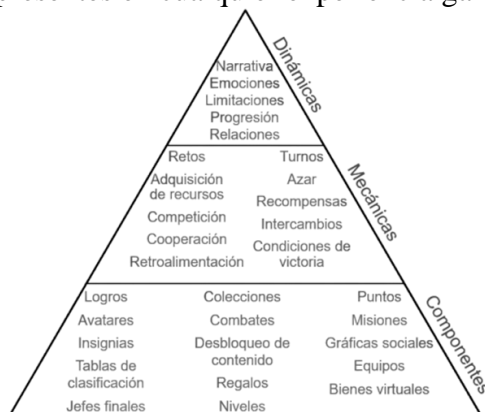 Narrativa
Emociones
Limitaciones
Progresión
Relaciones
Dinámicas
Retos
Adquisición
de recursos
Competición
Cooperación
Retroalimentación
Turnos
Azar
Recompensas
Intercambios
Condiciones de
victoria
Mecánicas
Logros
Avatares
Insignias
Tablas de
clasificación
Jefes finales
Colecciones
Combates
Desbloqueo de
contenido
Regalos
Niveles
Puntos
Misiones
Gráficas sociales
Equipos
Bienes virtuales
Componentes